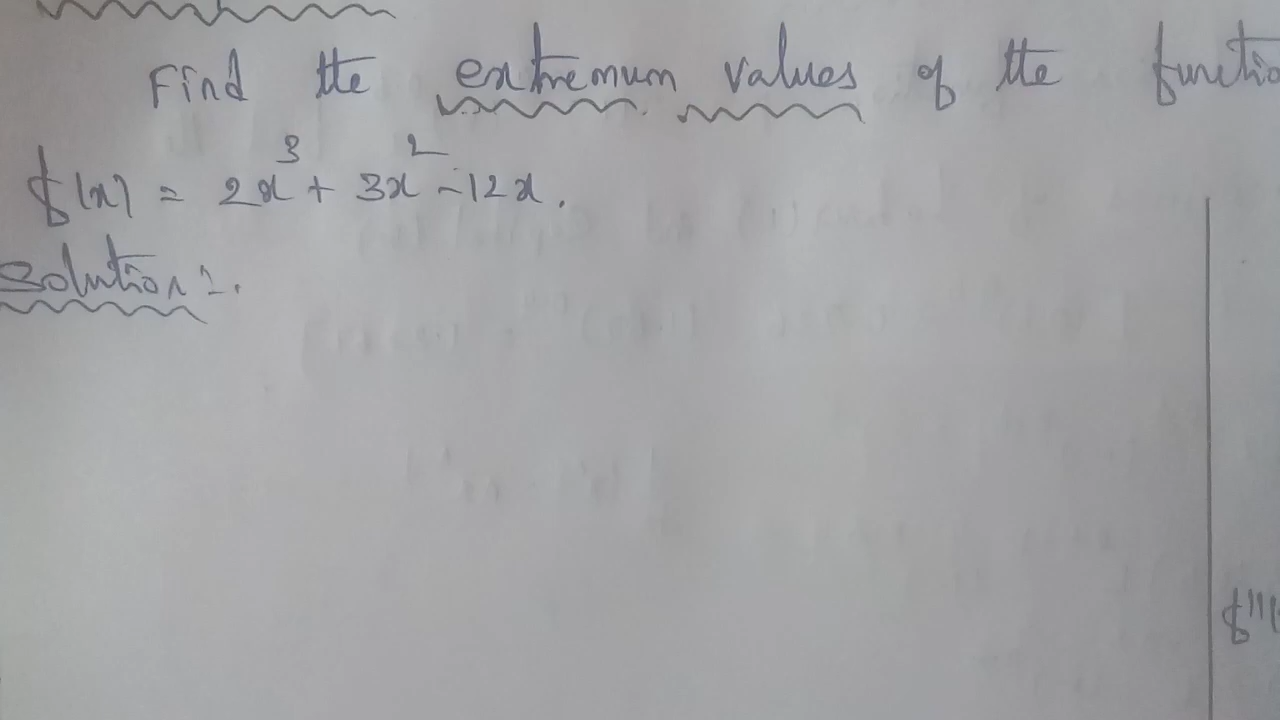 Find the extremum values of the functio
f(x) = 2x³ + 3x² - 12x.
Solution:.
f'''(